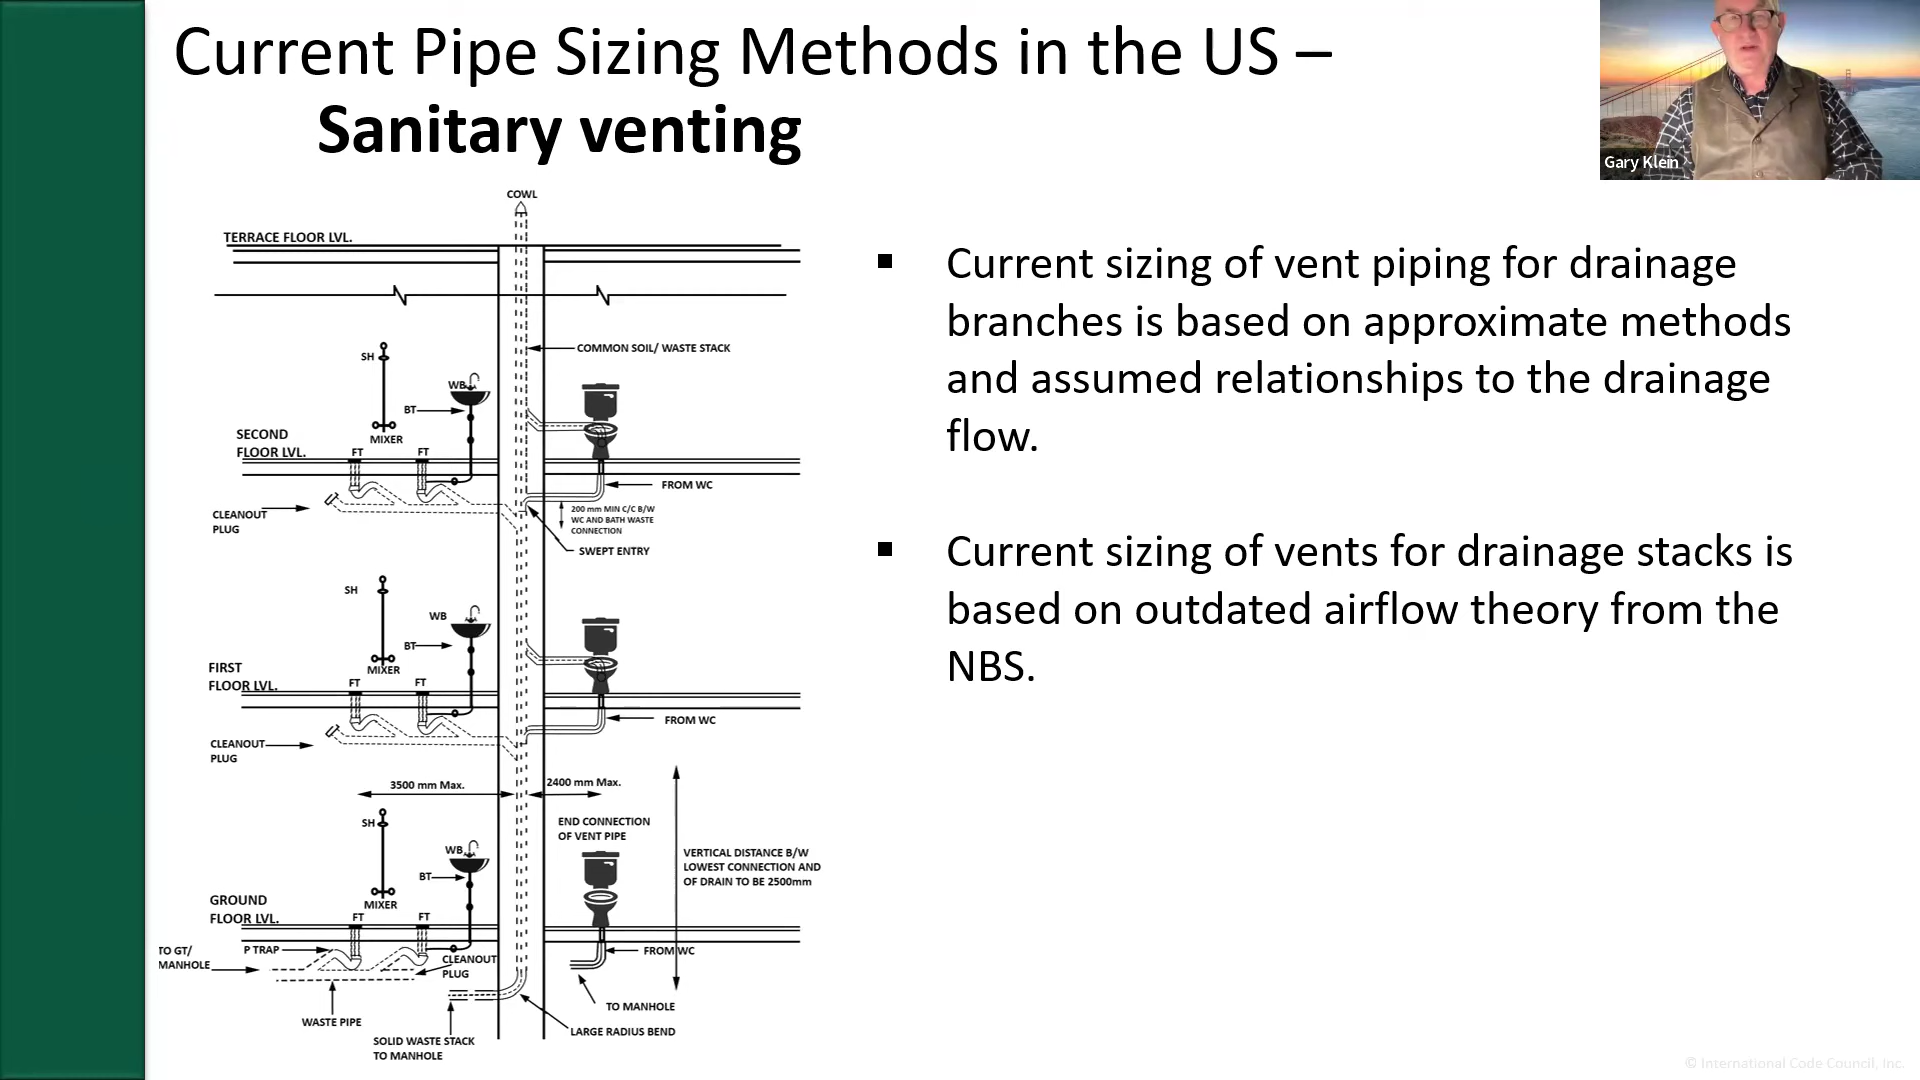 Current Pipe Sizing Methods in the US –
Sanitary venting
Gary Klein
▪ Current sizing of vent piping for drainage
branches is based on approximate methods
and assumed relationships to the drainage
flow.
▪ Current sizing of vents for drainage stacks is
based on outdated airflow theory from the
NBS.
COWL
TERRACE FLOOR LVL.
COMMON SOIL/ WASTE STACK
SH
WB
BT
MIXER
SECOND
FLOOR LVL.
FT
FT
FROM WC
CLEANOUT
PLUG
200 mm MIN C/C B/W
WC AND BATH WASTE
CONNECTION
SWEPT ENTRY
SH
WB
BT
MIXER
FIRST
FLOOR LVL.
FT
FT
FROM WC
CLEANOUT
PLUG
3500 mm Max.
2400 mm Max.
SH
END CONNECTION
OF VENT PIPE
WB
BT
VERTICAL DISTANCE B/W
LOWEST CONNECTION AND
OF DRAIN TO BE 2500mm
MIXER
GROUND
FLOOR LVL.
FT
FT
TO GT/
MANHOLE
P TRAP
CLEANOUT
PLUG
FROM WC
TO MANHOLE
WASTE PIPE
LARGE RADIUS BEND
SOLID WASTE STACK
TO MANHOLE
© International Code Council, Inc.